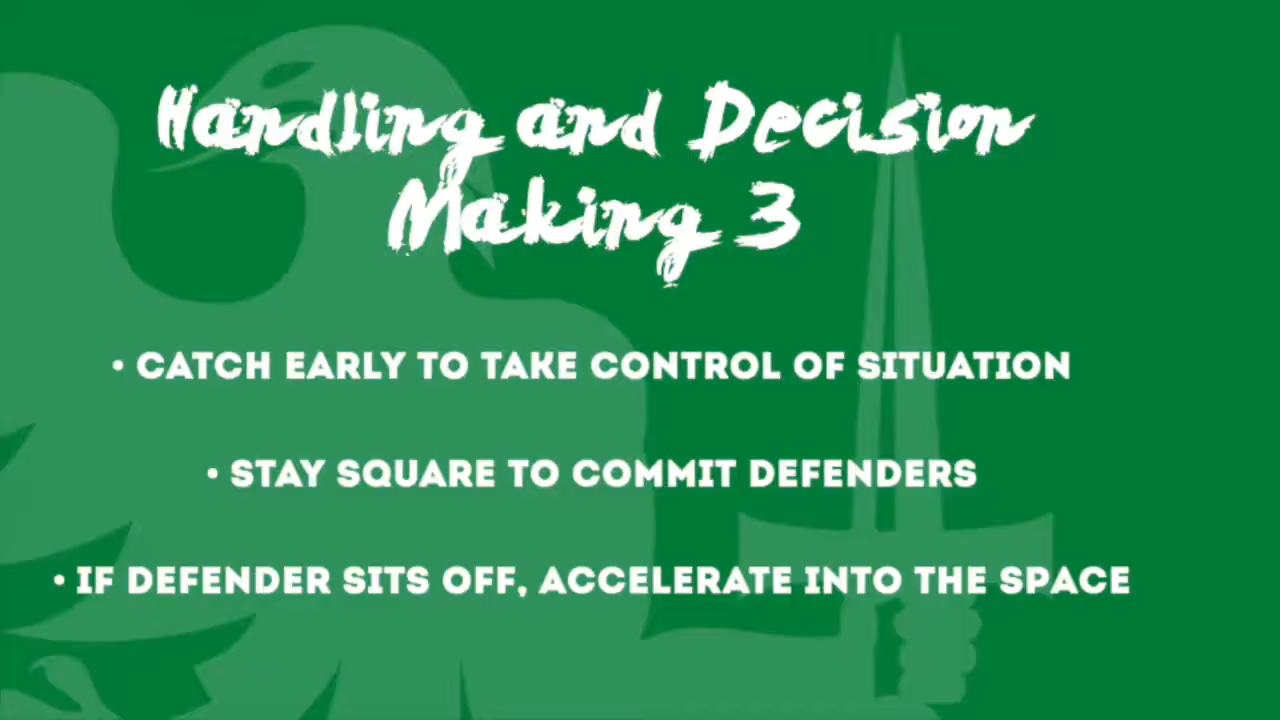 Handling and Decision
Making 3
• CATCH EARLY TO TAKE CONTROL OF SITUATION
• STAY SQUARE TO COMMIT DEFENDERS
• IF DEFENDER SITS OFF, ACCELERATE INTO THE SPACE